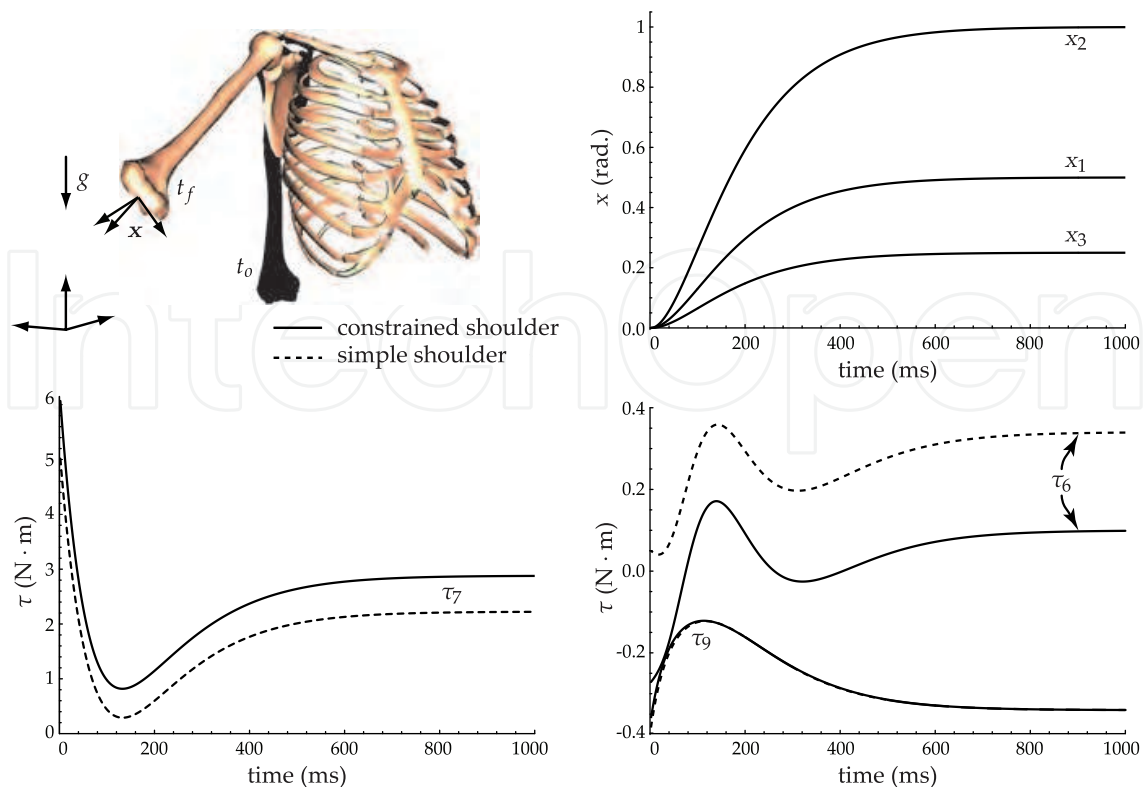 g
t_f
x
t_o
constrained shoulder
simple shoulder
x (rad.)
1
0.8
0.6
0.4
0.2
0.0
x_2
x_1
x_3
0 200 400 600 800 1000
time (ms)
IntechOpen
τ (N · m)
6
5
4
3
2
1
0
τ_7
0 200 400 600 800 1000
time (ms)
τ (N · m)
0.4
0.2
0.0
-0.2
-0.4
τ_6
τ_9
0 200 400 600 800 1000
time (ms)